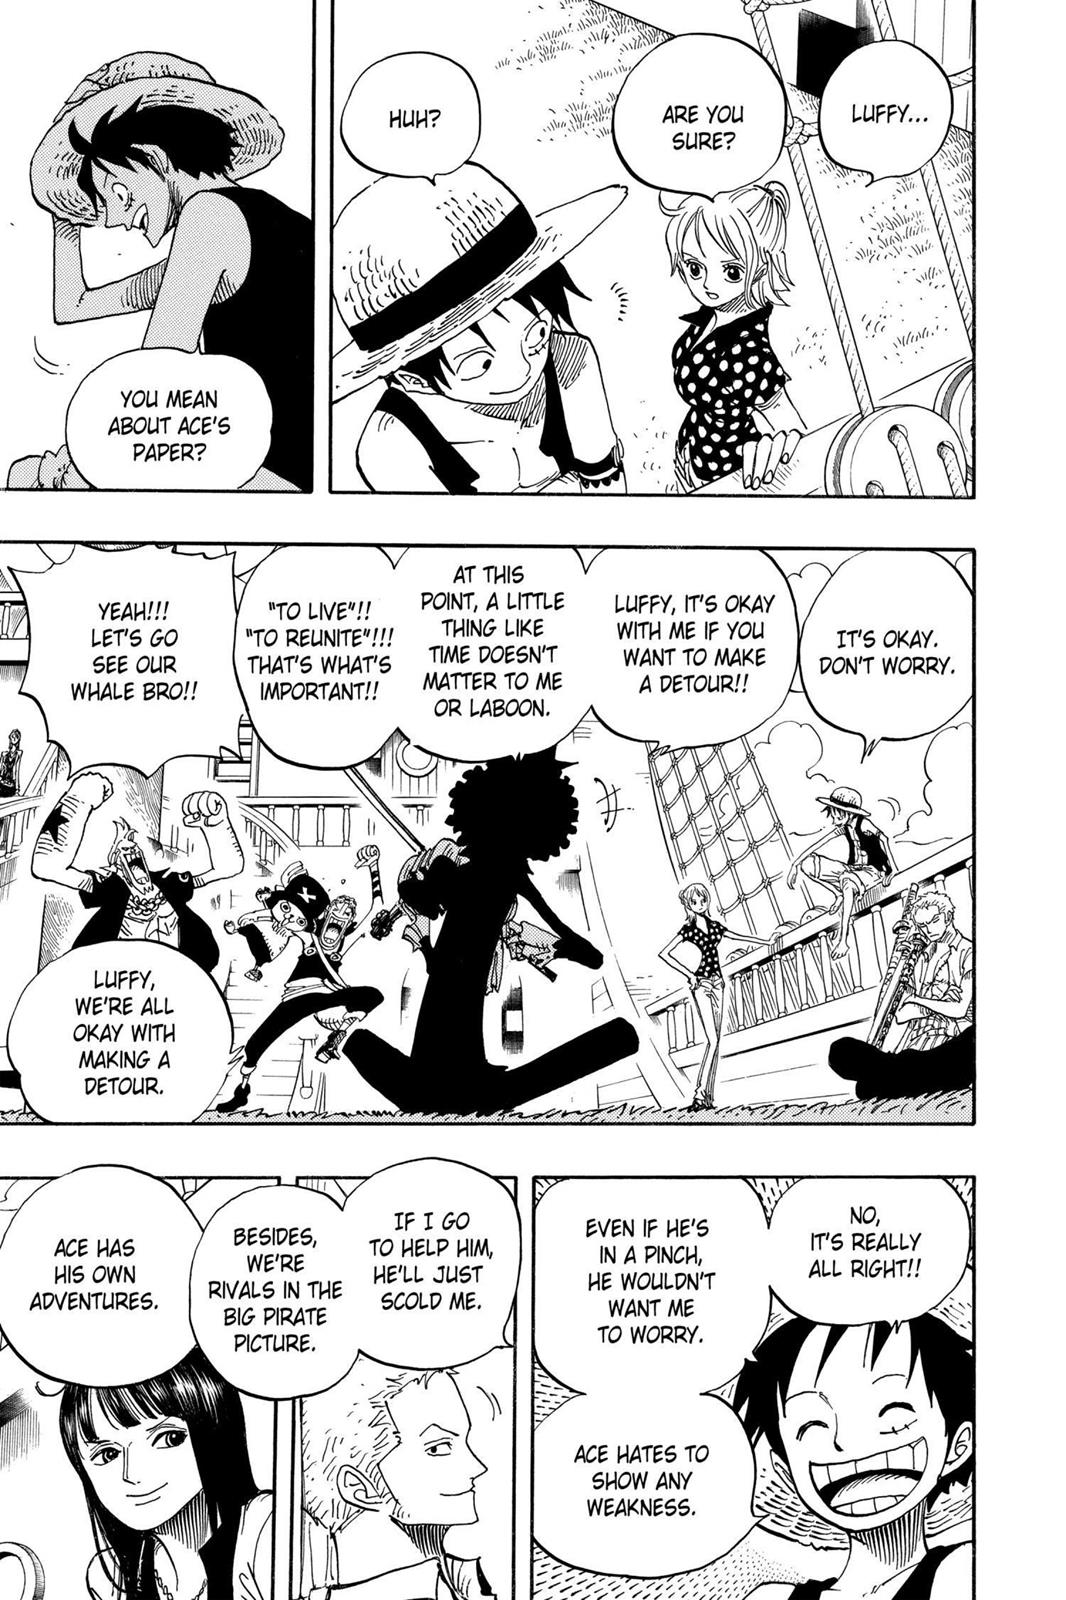 LUFFY...
ARE YOU
SURE?
HUH?
YOU MEAN
ABOUT ACE'S
PAPER?
IT'S OKAY.
DON'T WORRY.
LUFFY, IT'S OKAY
WITH ME IF YOU
WANT TO MAKE
A DETOUR!!
AT THIS
POINT, A LITTLE
THING LIKE
TIME DOESN'T
MATTER TO ME
OR LABOON.
"TO LIVE"!!
"TO REUNITE"!!!
THAT'S WHAT'S
IMPORTANT!!
YEAH!!!
LET'S GO
SEE OUR
WHALE BRO!!
LUFFY,
WE'RE ALL
OKAY WITH
MAKING A
DETOUR.
NO,
IT'S REALLY
ALL RIGHT!!
EVEN IF HE'S
IN A PINCH,
HE WOULDN'T
WANT ME
TO WORRY.
ACE HATES TO
SHOW ANY
WEAKNESS.
IF I GO
TO HELP HIM,
HE'LL JUST
SCOLD ME.
BESIDES,
WE'RE
RIVALS IN THE
BIG PIRATE
PICTURE.
ACE HAS
HIS OWN
ADVENTURES.